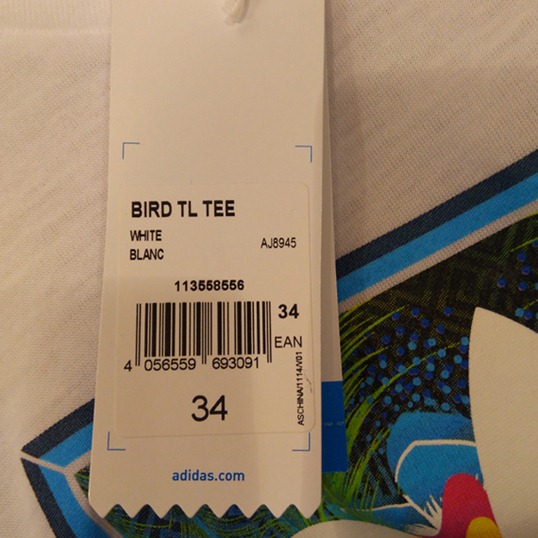 BIRD TL TEE
WHITE
BLANC
AJ8945
113558556
34
EAN
4 056559 693091
34
ASCHINA/1114/V01
adidas.com